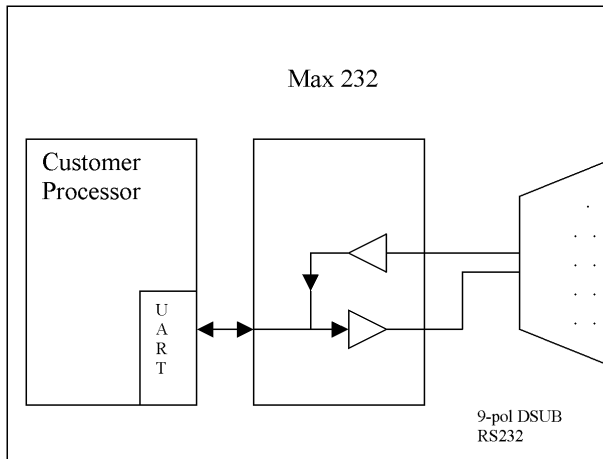 Max 232
Customer
Processor
U
A
R
T
9-pol DSUB
RS232